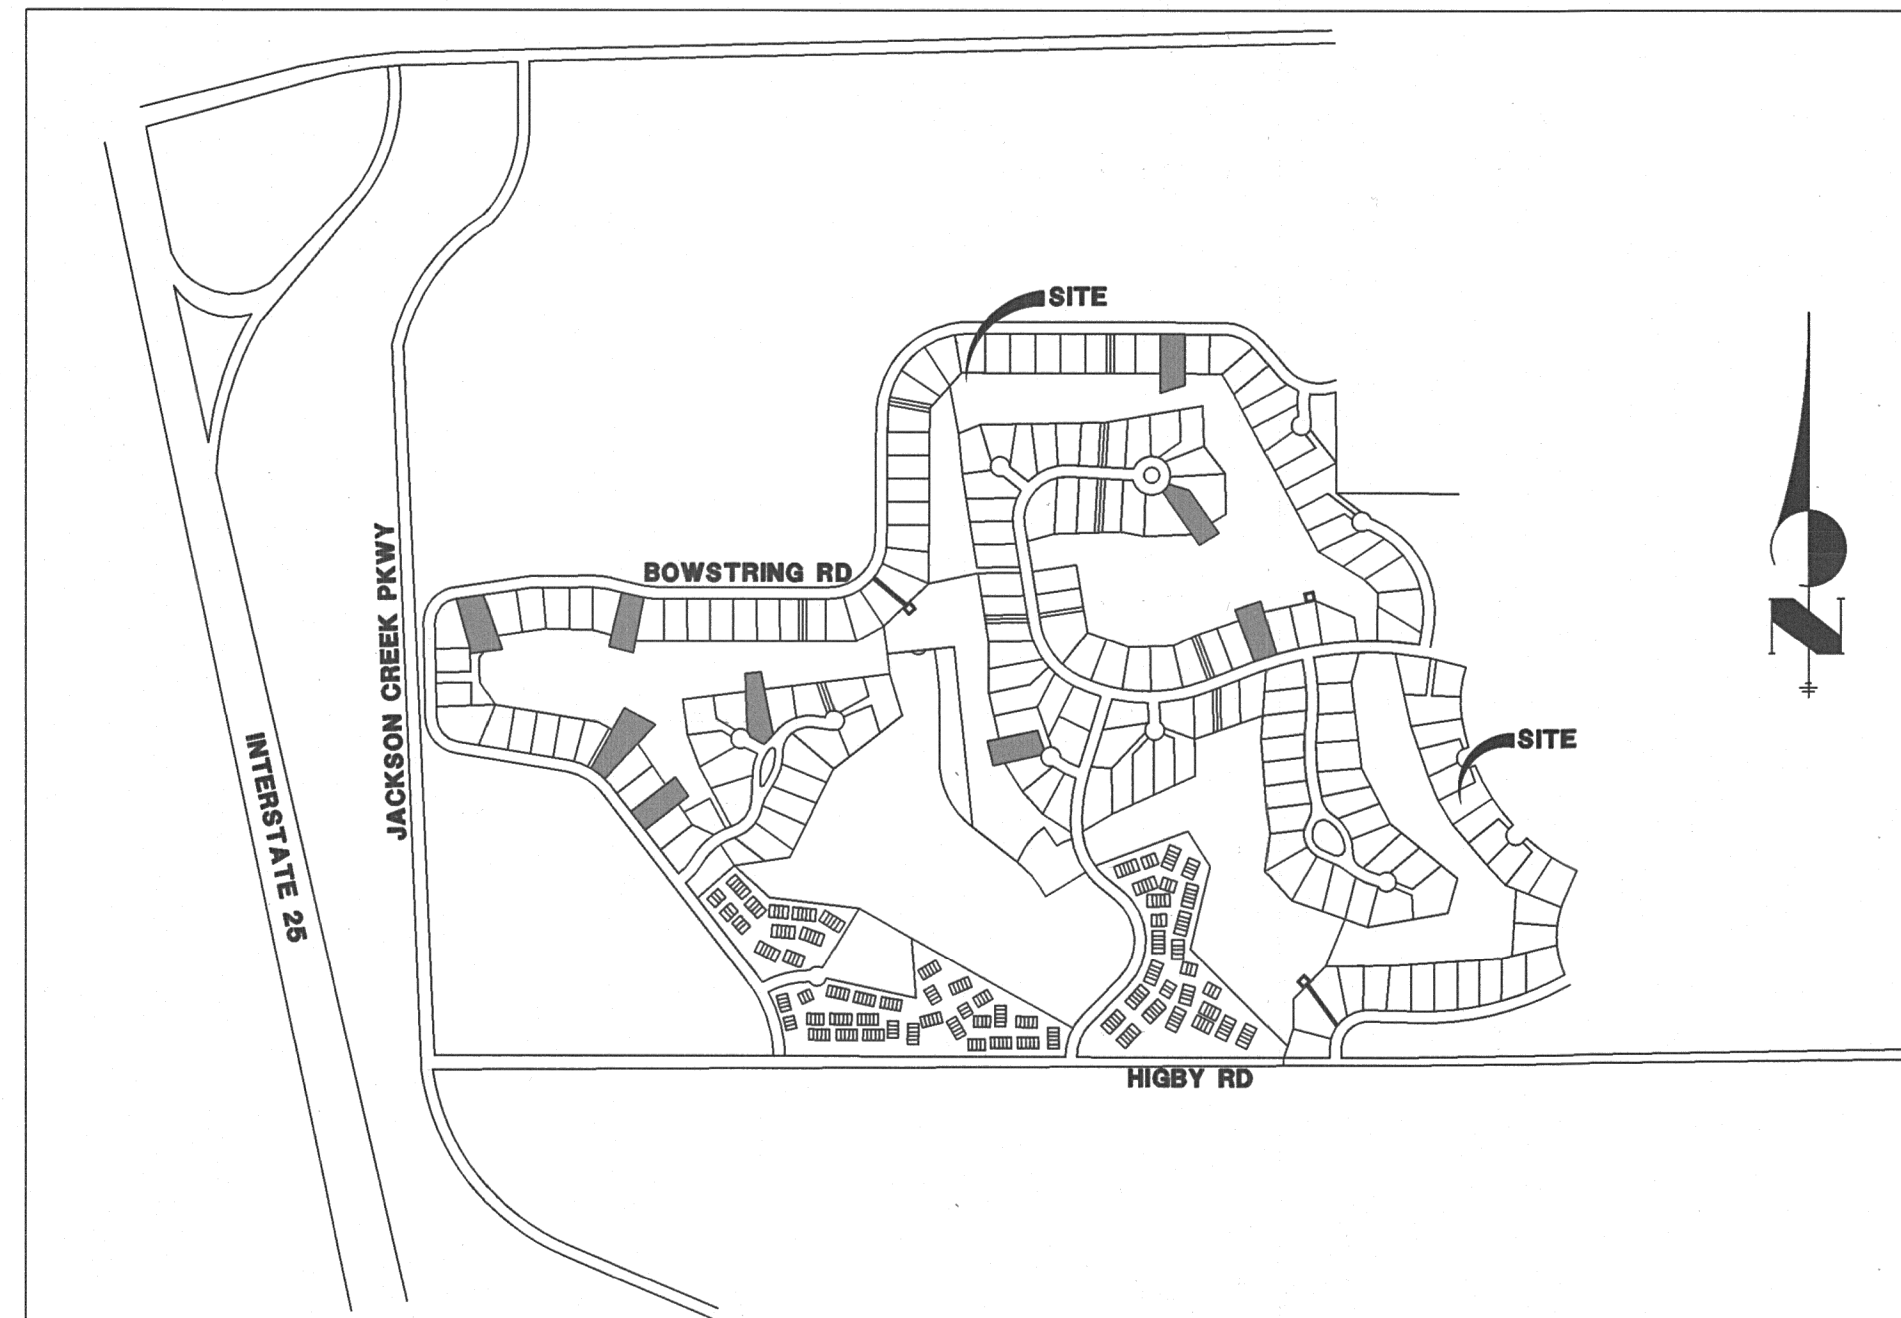 SITE
BOWSTRING RD
JACKSON CREEK PKWY
N
SITE
INTERSTATE 25
HIGBY RD